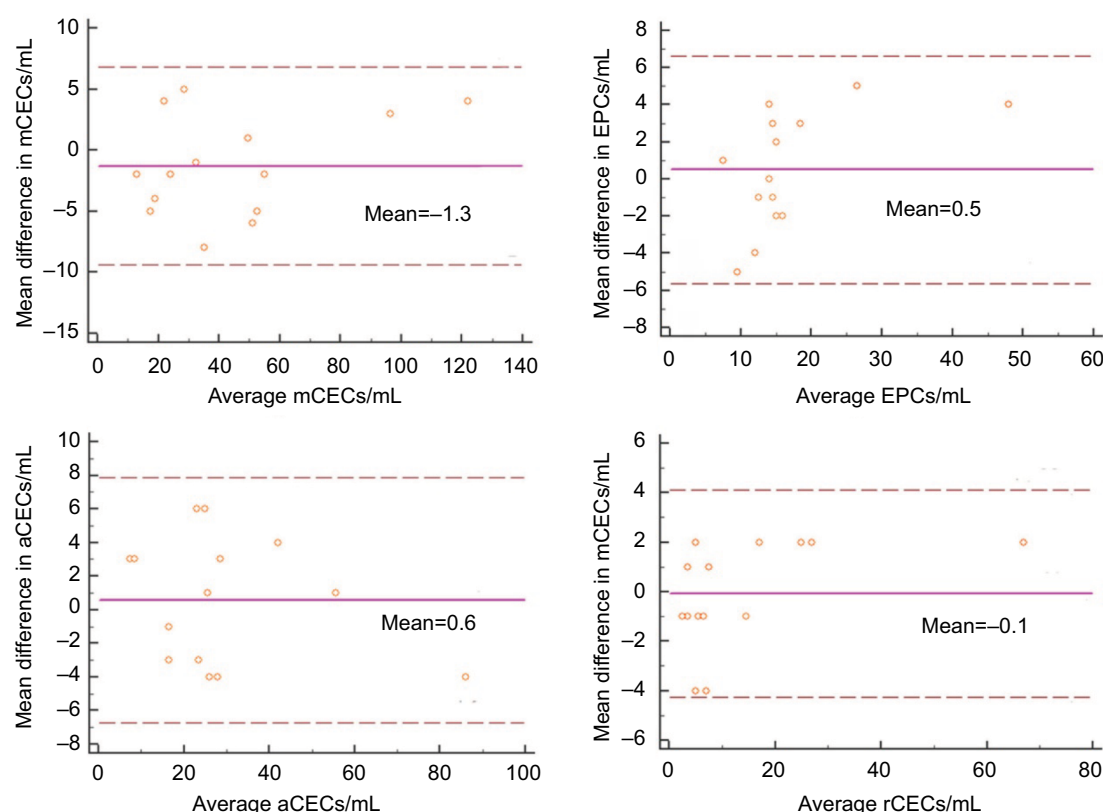 10
5
0
–5
–10
–15
Mean difference in mCECs/mL
Mean=–1.3
0 20 40 60 80 100 120 140
Average mCECs/mL
8
6
4
2
0
–2
–4
–6
–8
Mean difference in EPCs/mL
Mean=0.5
0 10 20 30 40 50 60
Average EPCs/mL
10
8
6
4
2
0
–2
–4
–6
–8
Mean difference in aCECs/mL
Mean=0.6
0 20 40 60 80 100
Average aCECs/mL
6
4
2
0
–2
–4
–6
Mean difference in mCECs/mL
Mean=–0.1
0 20 40 60 80
Average rCECs/mL